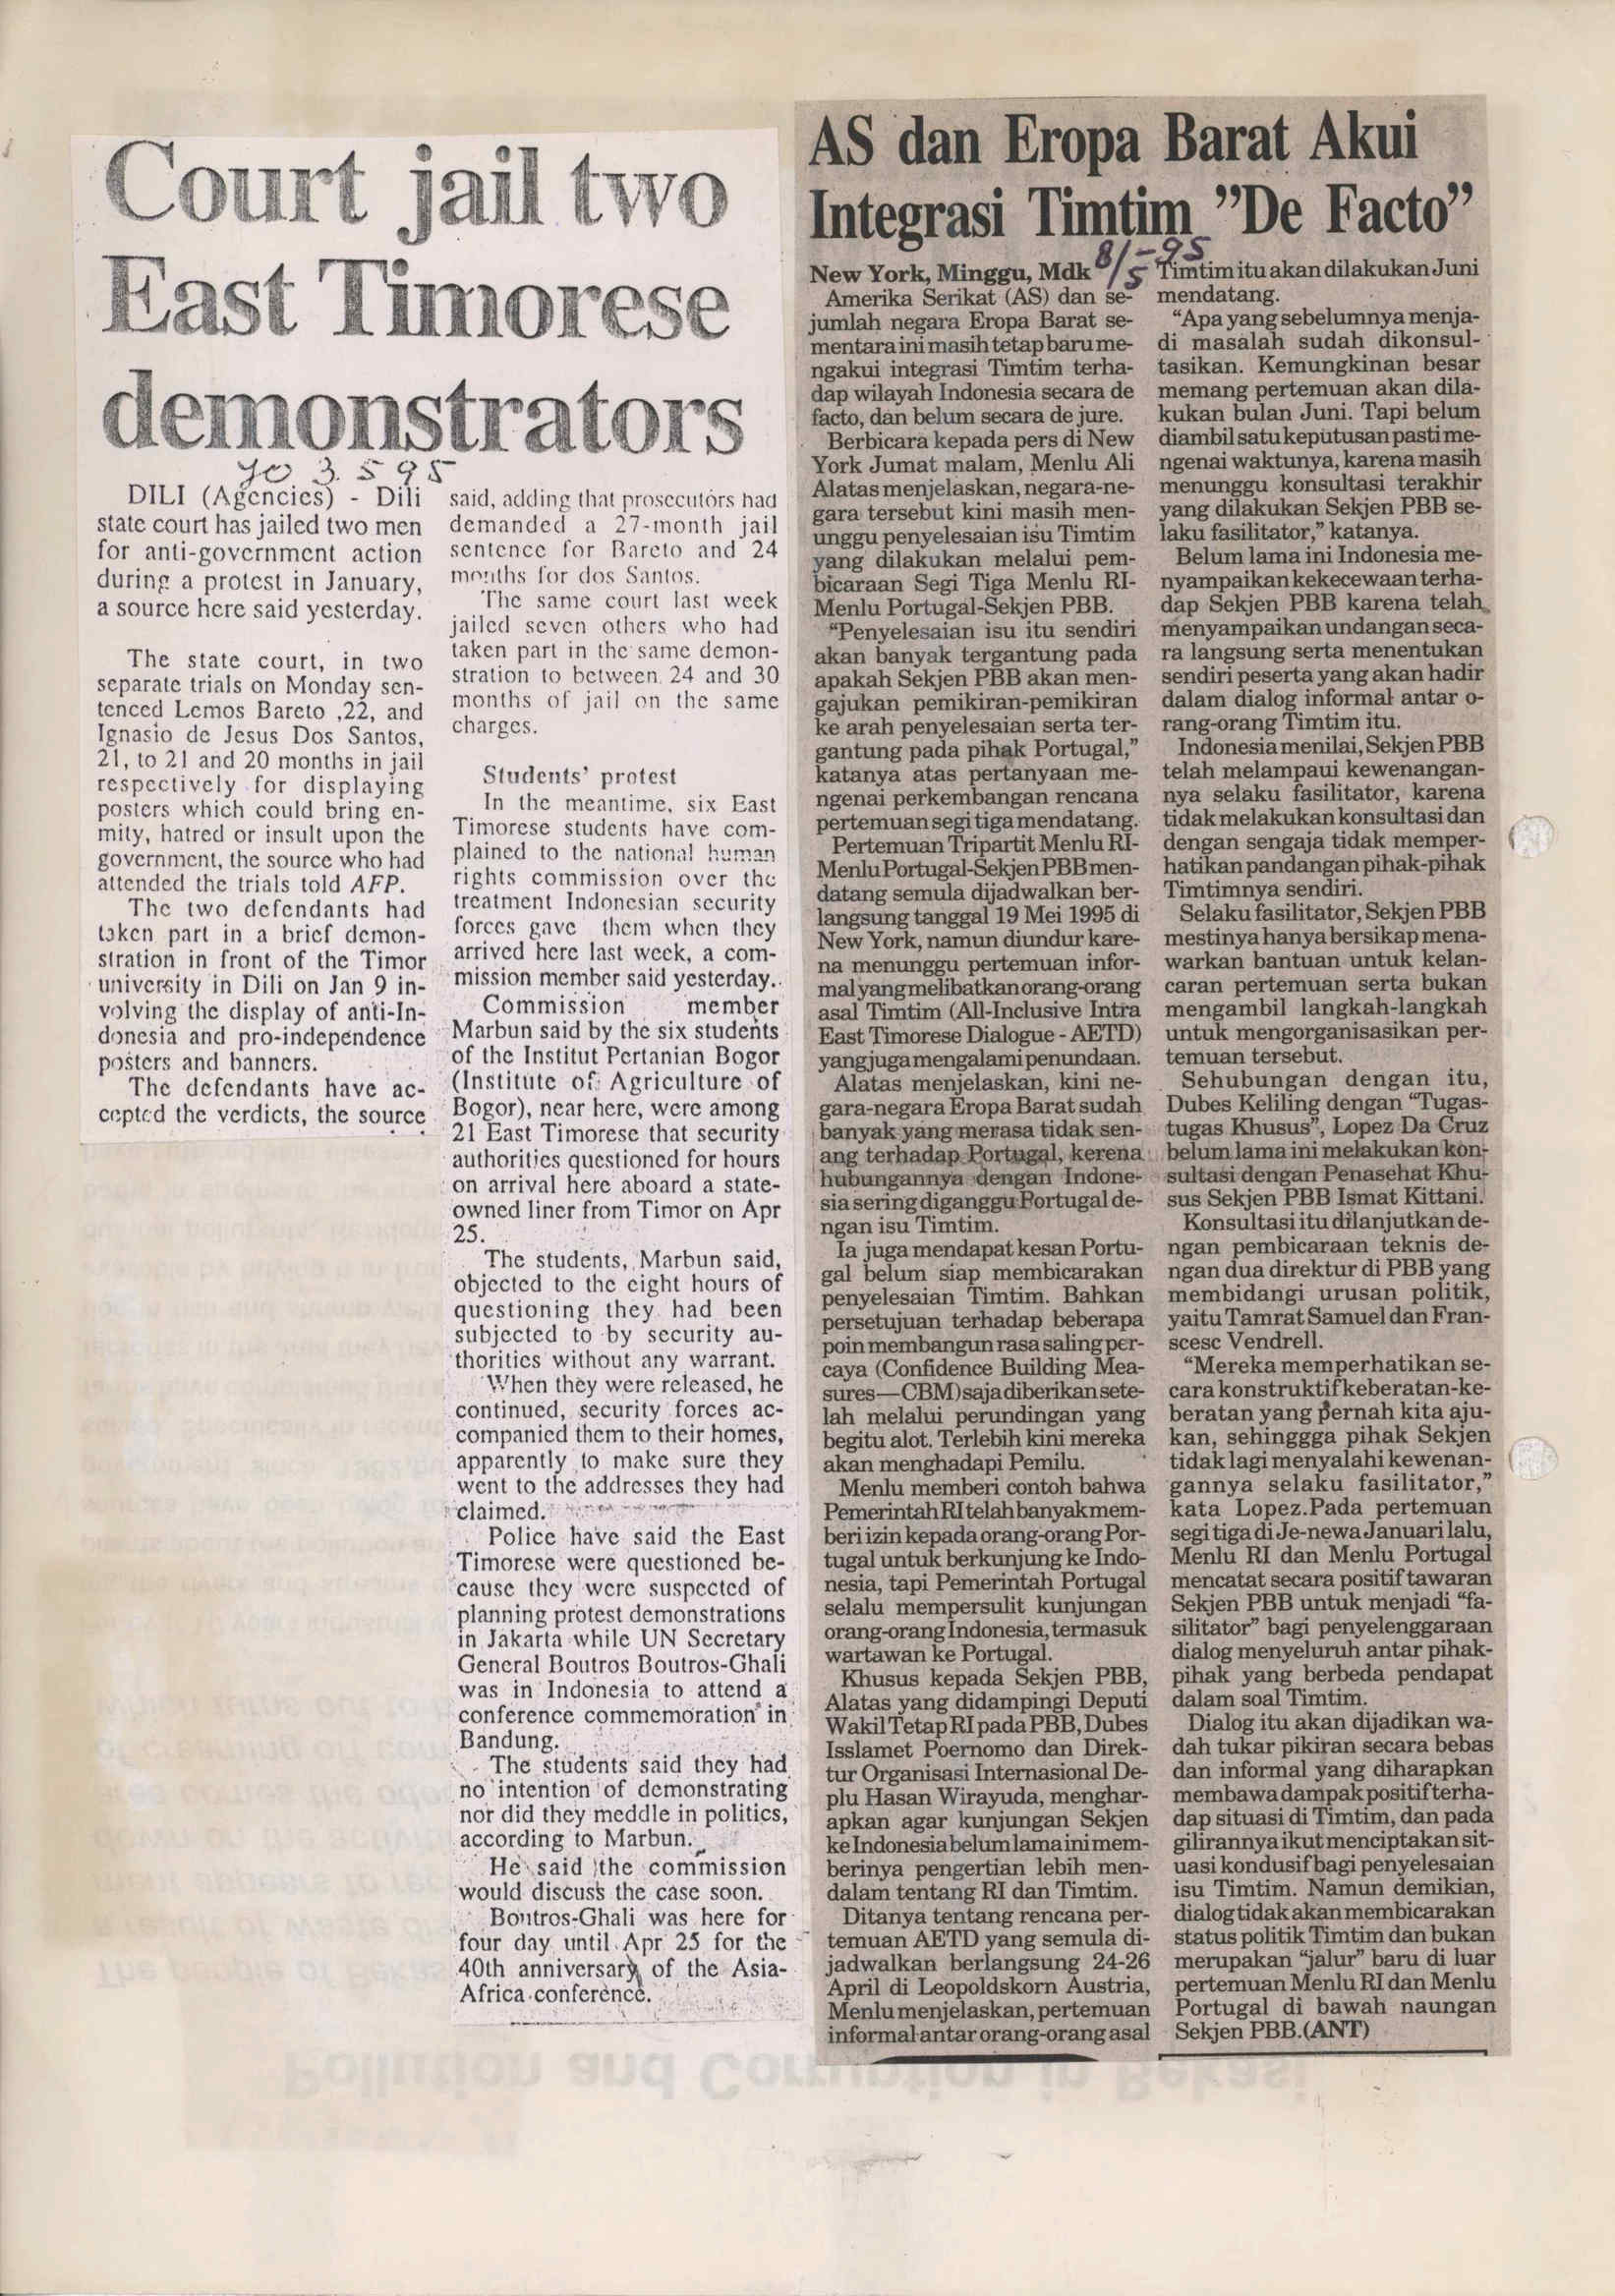 Court jail two
East Timorese
demonstrators
YO 3.5 95
DILI (Agencies) - Dili
state court has jailed two men
for anti-government action
during a protest in January,
a source here said yesterday.
The state court, in two
separate trials on Monday sen-
tenced Lemos Bareto ,22, and
Ignasio de Jesus Dos Santos,
21, to 21 and 20 months in jail
respectively for displaying
posters which could bring en-
mity, hatred or insult upon the
government, the source who had
attended the trials told AFP.
The two defendants had
taken part in a brief demon-
stration in front of the Timor
university in Dili on Jan 9 in-
volving the display of anti-In-
donesia and pro-independence
posters and banners.
The defendants have ac-
cepted the verdicts, the source
said, adding that prosecutors had
demanded a 27-month jail
sentence for Bareto and 24
months for dos Santos.
The same court last week
jailed seven others who had
taken part in the same demon-
stration to between 24 and 30
months of jail on the same
charges.
Students' protest
In the meantime, six East
Timorese students have com-
plained to the national human
rights commission over the
treatment Indonesian security
forces gave them when they
arrived here last week, a com-
mission member said yesterday.
Commission member
Marbun said by the six students
of the Institut Pertanian Bogor
(Institute of Agriculture of
Bogor), near here, were among
21 East Timorese that security
authorities questioned for hours
on arrival here aboard a state-
owned liner from Timor on Apr
25.
The students, Marbun said,
objected to the eight hours of
questioning they had been
subjected to by security au-
thorities without any warrant.
When they were released, he
continued, security forces ac-
companied them to their homes,
apparently to make sure they
went to the addresses they had
claimed.
Police have said the East
Timorese were questioned be-
cause they were suspected of
planning protest demonstrations
in Jakarta while UN Secretary
General Boutros Boutros-Ghali
was in Indonesia to attend a
conference commemoration in
Bandung.
The students said they had
no intention of demonstrating
nor did they meddle in politics,
according to Marbun.
He said the commission
would discuss the case soon.
Boutros-Ghali was here for
four day until Apr 25 for the
40th anniversary of the Asia-
Africa conference.
AS dan Eropa Barat Akui
Integrasi Timtim "De Facto"
8/5-95
New York, Minggu, Mdk
Amerika Serikat (AS) dan se-
jumlah negara Eropa Barat se-
mentara ini masih tetap baru me-
ngakui integrasi Timtim terha-
dap wilayah Indonesia secara de
facto, dan belum secara de jure.
Berbicara kepada pers di New
York Jumat malam, Menlu Ali
Alatas menjelaskan, negara-ne-
gara tersebut kini masih men-
unggu penyelesaian isu Timtim
yang dilakukan melalui pem-
bicaraan Segi Tiga Menlu RI-
Menlu Portugal-Sekjen PBB.
"Penyelesaian isu itu sendiri
akan banyak tergantung pada
apakah Sekjen PBB akan men-
gajukan pemikiran-pemikiran
ke arah penyelesaian serta ter-
gantung pada pihak Portugal,"
katanya atas pertanyaan me-
ngenai perkembangan rencana
pertemuan segi tiga mendatang.
Pertemuan Tripartit Menlu RI-
Menlu Portugal-Sekjen PBB men-
datang semula dijadwalkan ber-
langsung tanggal 19 Mei 1995 di
New York, namun diundur kare-
na menunggu pertemuan infor-
mal yang melibatkan orang-orang
asal Timtim (All-Inclusive Intra
East Timorese Dialogue - AETD)
yang juga mengalami penundaan.
Alatas menjelaskan, kini ne-
gara-negara Eropa Barat sudah
banyak yang merasa tidak sen-
ang terhadap Portugal, kerena
hubungannya dengan Indone-
sia sering diganggu Portugal de-
ngan isu Timtim.
Ia juga mendapat kesan Portu-
gal belum siap membicarakan
penyelesaian Timtim. Bahkan
persetujuan terhadap beberapa
poin membangun rasa saling per-
caya (Confidence Building Mea-
sures—CBM) saja diberikan sete-
lah melalui perundingan yang
begitu alot. Terlebih kini mereka
akan menghadapi Pemilu.
Menlu memberi contoh bahwa
Pemerintah RI telah banyak mem-
beri izin kepada orang-orang Por-
tugal untuk berkunjung ke Indo-
nesia, tapi Pemerintah Portugal
selalu mempersulit kunjungan
orang-orang Indonesia, termasuk
wartawan ke Portugal.
Khusus kepada Sekjen PBB,
Alatas yang didampingi Deputi
Wakil Tetap RI pada PBB, Dubes
Isslamet Poernomo dan Direk-
tur Organisasi Internasional De-
plu Hasan Wirayuda, menghar-
apkan agar kunjungan Sekjen
ke Indonesia belum lama ini mem-
berinya pengertian lebih men-
dalam tentang RI dan Timtim.
Ditanya tentang rencana per-
temuan AETD yang semula di-
jadwalkan berlangsung 24-26
April di Leopoldskorn Austria,
Menlu menjelaskan, pertemuan
informal antar orang-orang asal
Timtim itu akan dilakukan Juni
mendatang.
"Apa yang sebelumnya menja-
di masalah sudah dikonsul-
tasikan. Kemungkinan besar
memang pertemuan akan dila-
kukan bulan Juni. Tapi belum
diambil satu keputusan pasti me-
ngenai waktunya, karena masih
menunggu konsultasi terakhir
yang dilakukan Sekjen PBB se-
laku fasilitator," katanya.
Belum lama ini Indonesia me-
nyampaikan kekecewaan terha-
dap Sekjen PBB karena telah
menyampaikan undangan seca-
ra langsung serta menentukan
sendiri peserta yang akan hadir
dalam dialog informal antar o-
rang-orang Timtim itu.
Indonesia menilai, Sekjen PBB
telah melampaui kewenangan-
nya selaku fasilitator, karena
tidak melakukan konsultasi dan
dengan sengaja tidak memper-
hatikan pandangan pihak-pihak
Timtimnya sendiri.
Selaku fasilitator, Sekjen PBB
mestinya hanya bersikap mena-
warkan bantuan untuk kelan-
caran pertemuan serta bukan
mengambil langkah-langkah
untuk mengorganisasikan per-
temuan tersebut.
Sehubungan dengan itu,
Dubes Keliling dengan "Tugas-
tugas Khusus", Lopez Da Cruz
belum lama ini melakukan kon-
sultasi dengan Penasehat Khu-
sus Sekjen PBB Ismat Kittani.
Konsultasi itu dilanjutkan de-
ngan pembicaraan teknis de-
ngan dua direktur di PBB yang
membidangi urusan politik,
yaitu Tamrat Samuel dan Fran-
scesc Vendrell.
"Mereka memperhatikan se-
cara konstruktif keberatan-ke-
beratan yang pernah kita aju-
kan, sehinggga pihak Sekjen
tidak lagi menyalahi kewenan-
gannya selaku fasilitator,"
kata Lopez.Pada pertemuan
segi tiga di Je-newa Januari lalu,
Menlu RI dan Menlu Portugal
mencatat secara positif tawaran
Sekjen PBB untuk menjadi "fa-
silitator" bagi penyelenggaraan
dialog menyeluruh antar pihak-
pihak yang berbeda pendapat
dalam soal Timtim.
Dialog itu akan dijadikan wa-
dah tukar pikiran secara bebas
dan informal yang diharapkan
membawa dampak positif terha-
dap situasi di Timtim, dan pada
gilirannya ikut menciptakan sit-
uasi kondusif bagi penyelesaian
isu Timtim. Namun demikian,
dialog tidak akan membicarakan
status politik Timtim dan bukan
merupakan "jalur" baru di luar
pertemuan Menlu RI dan Menlu
Portugal di bawah naungan
Sekjen PBB.(ANT)
Pollution and Corruption in Bekasi